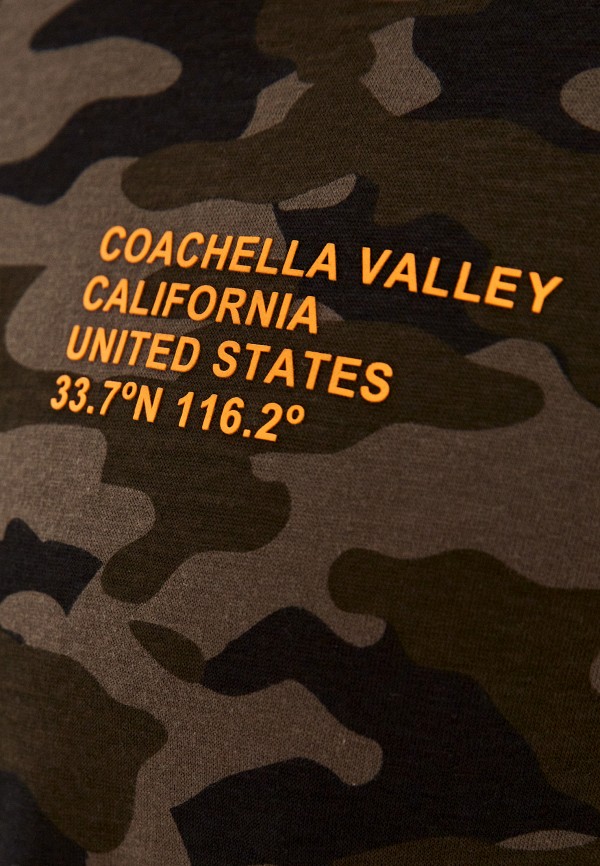 COACHELLA VALLEY
CALIFORNIA
UNITED STATES
33.7ºN 116.2º